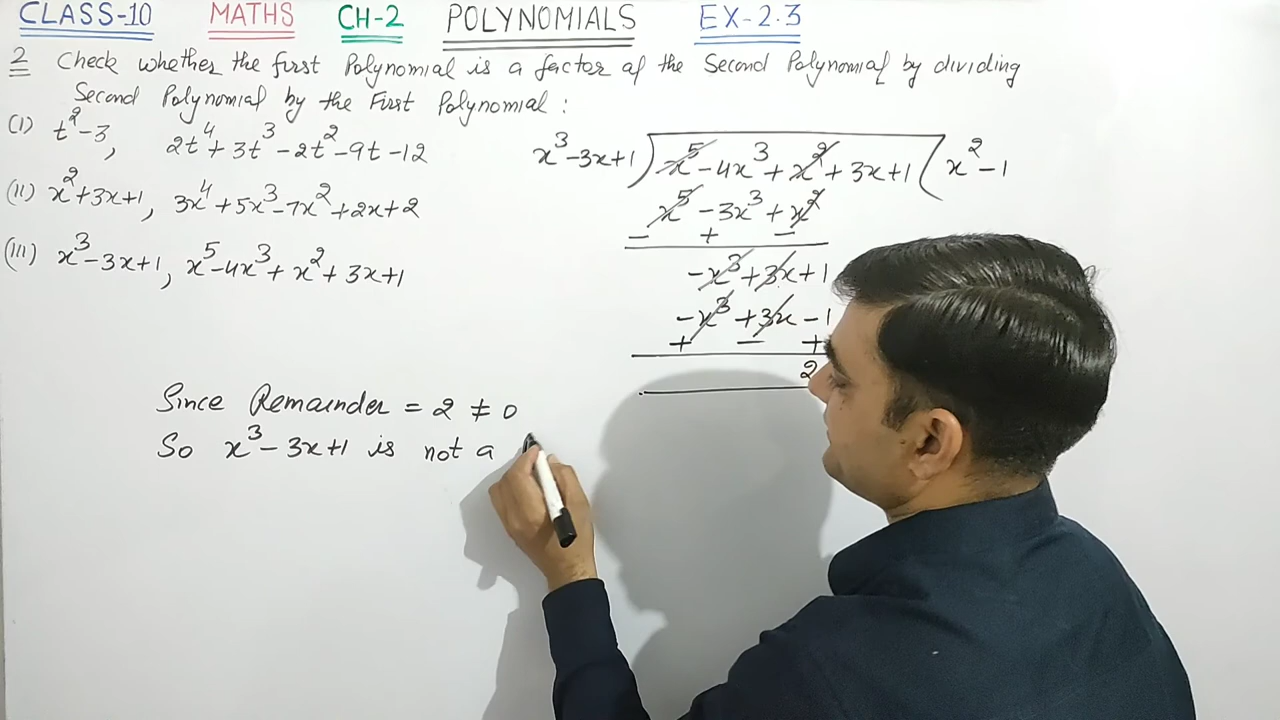 CLASS-10 MATHS CH-2 POLYNOMIALS EX-2.3
2 Check whether the first Polynomial is a factor of the Second Polynomial by dividing
Second Polynomial by the First Polynomial :
(i) t²-3, 2t⁴+3t³-2t²-9t-12
(ii) x²+3x+1, 3x⁴+5x³-7x²+2x+2
(iii) x³-3x+1, x⁵-4x³+x²+3x+1
x³-3x+1) x⁵-4x³+x²+3x+1 (x²-1
x⁵-3x³+x²
- + -
-x³+3x+1
-x³+3x-1
+ - +
2
Since Remainder = 2 ≠ 0
So x³-3x+1 is not a